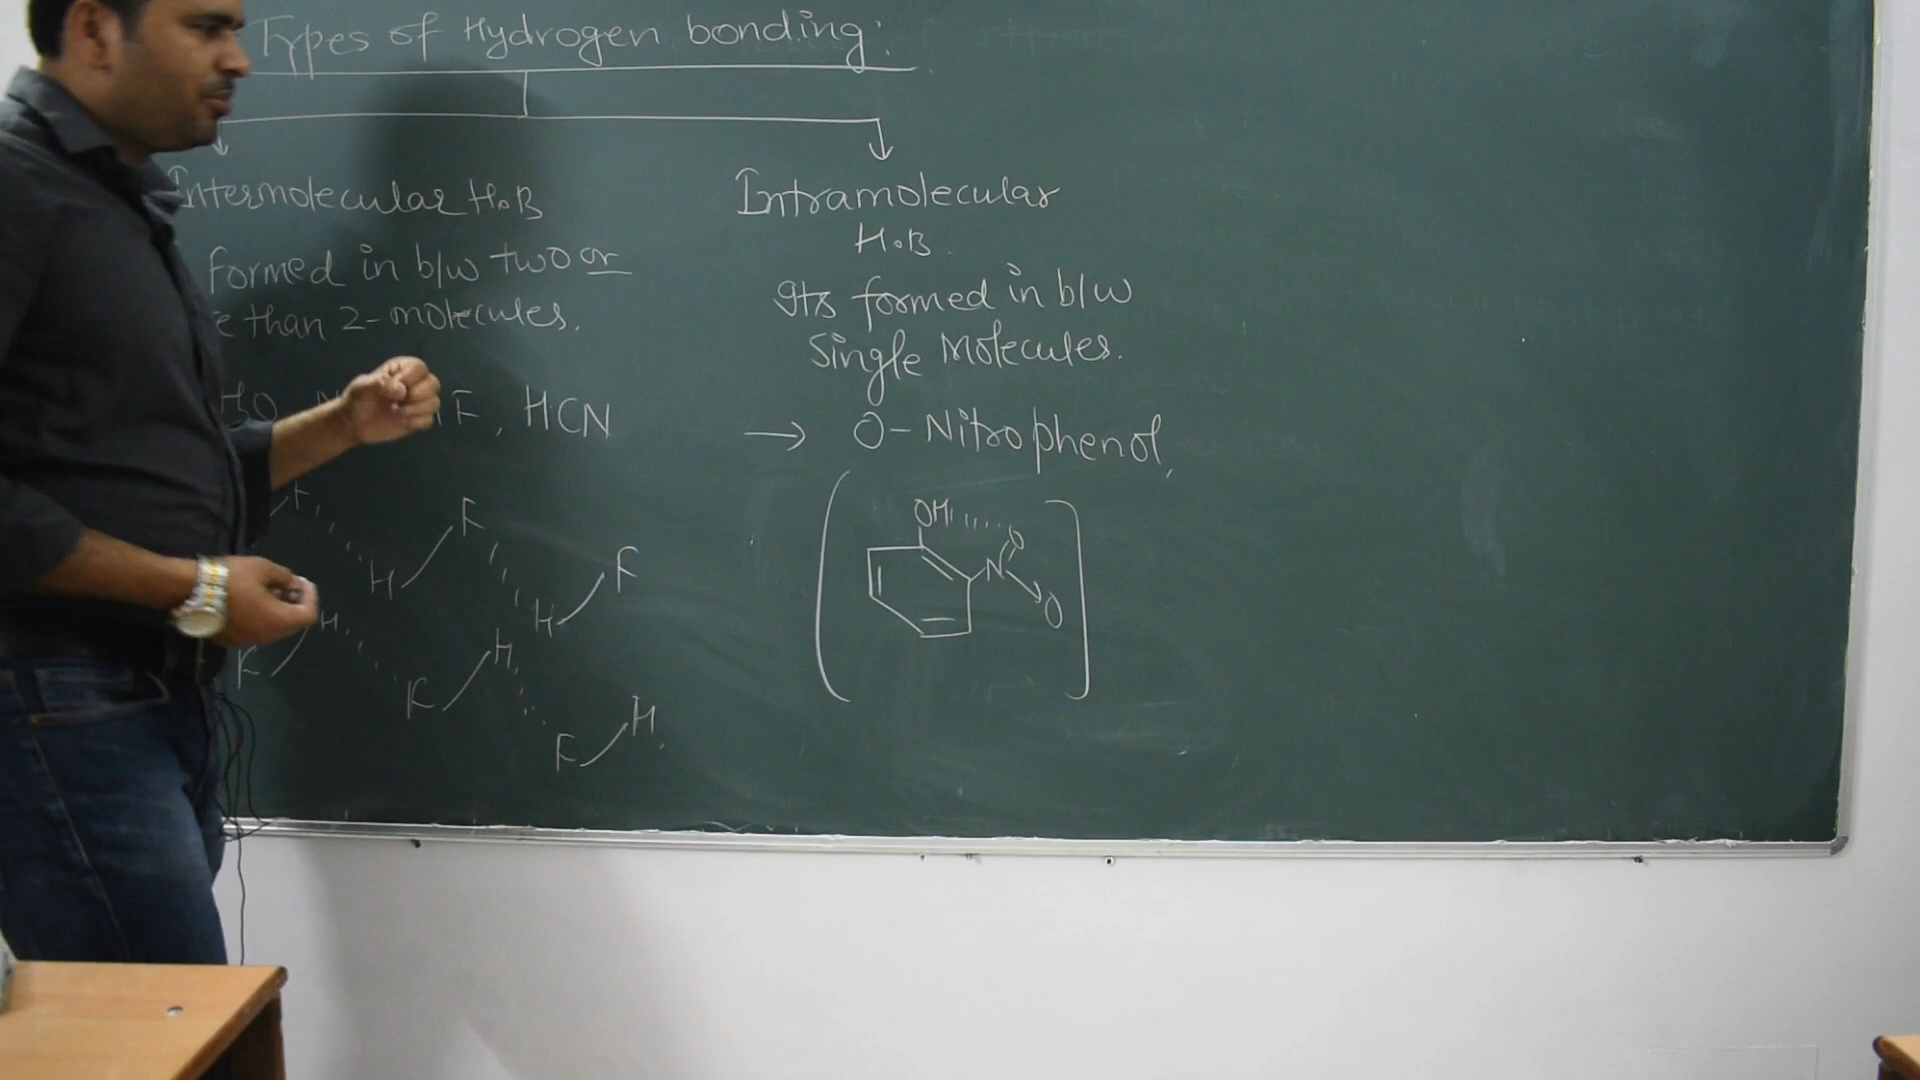 Types of Hydrogen bonding:
Intermolecular H.B
formed in b/w two or
e than 2-molecules.
F, HCN
F
H F
H F
H
F H
F H
Intramolecular
H.B.
Its formed in b/w
Single Molecules.
→ O-Nitrophenol,
OH O
N
O